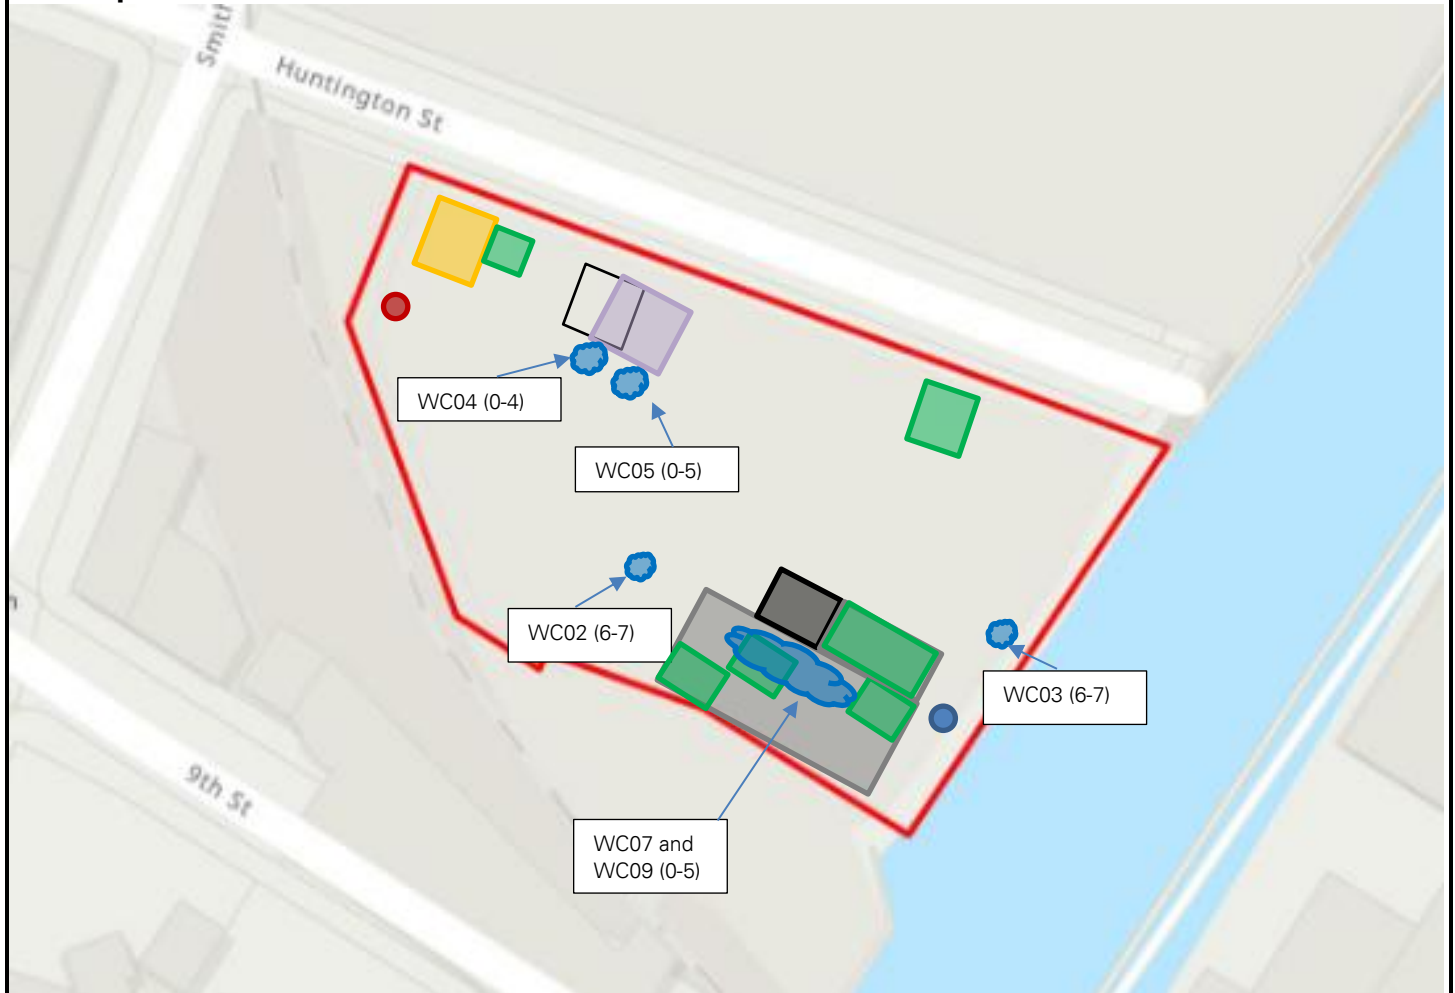 Smith
Huntington St
WC04 (0-4)
WC05 (0-5)
WC02 (6-7)
WC03 (6-7)
9th St
WC07 and
WC09 (0-5)